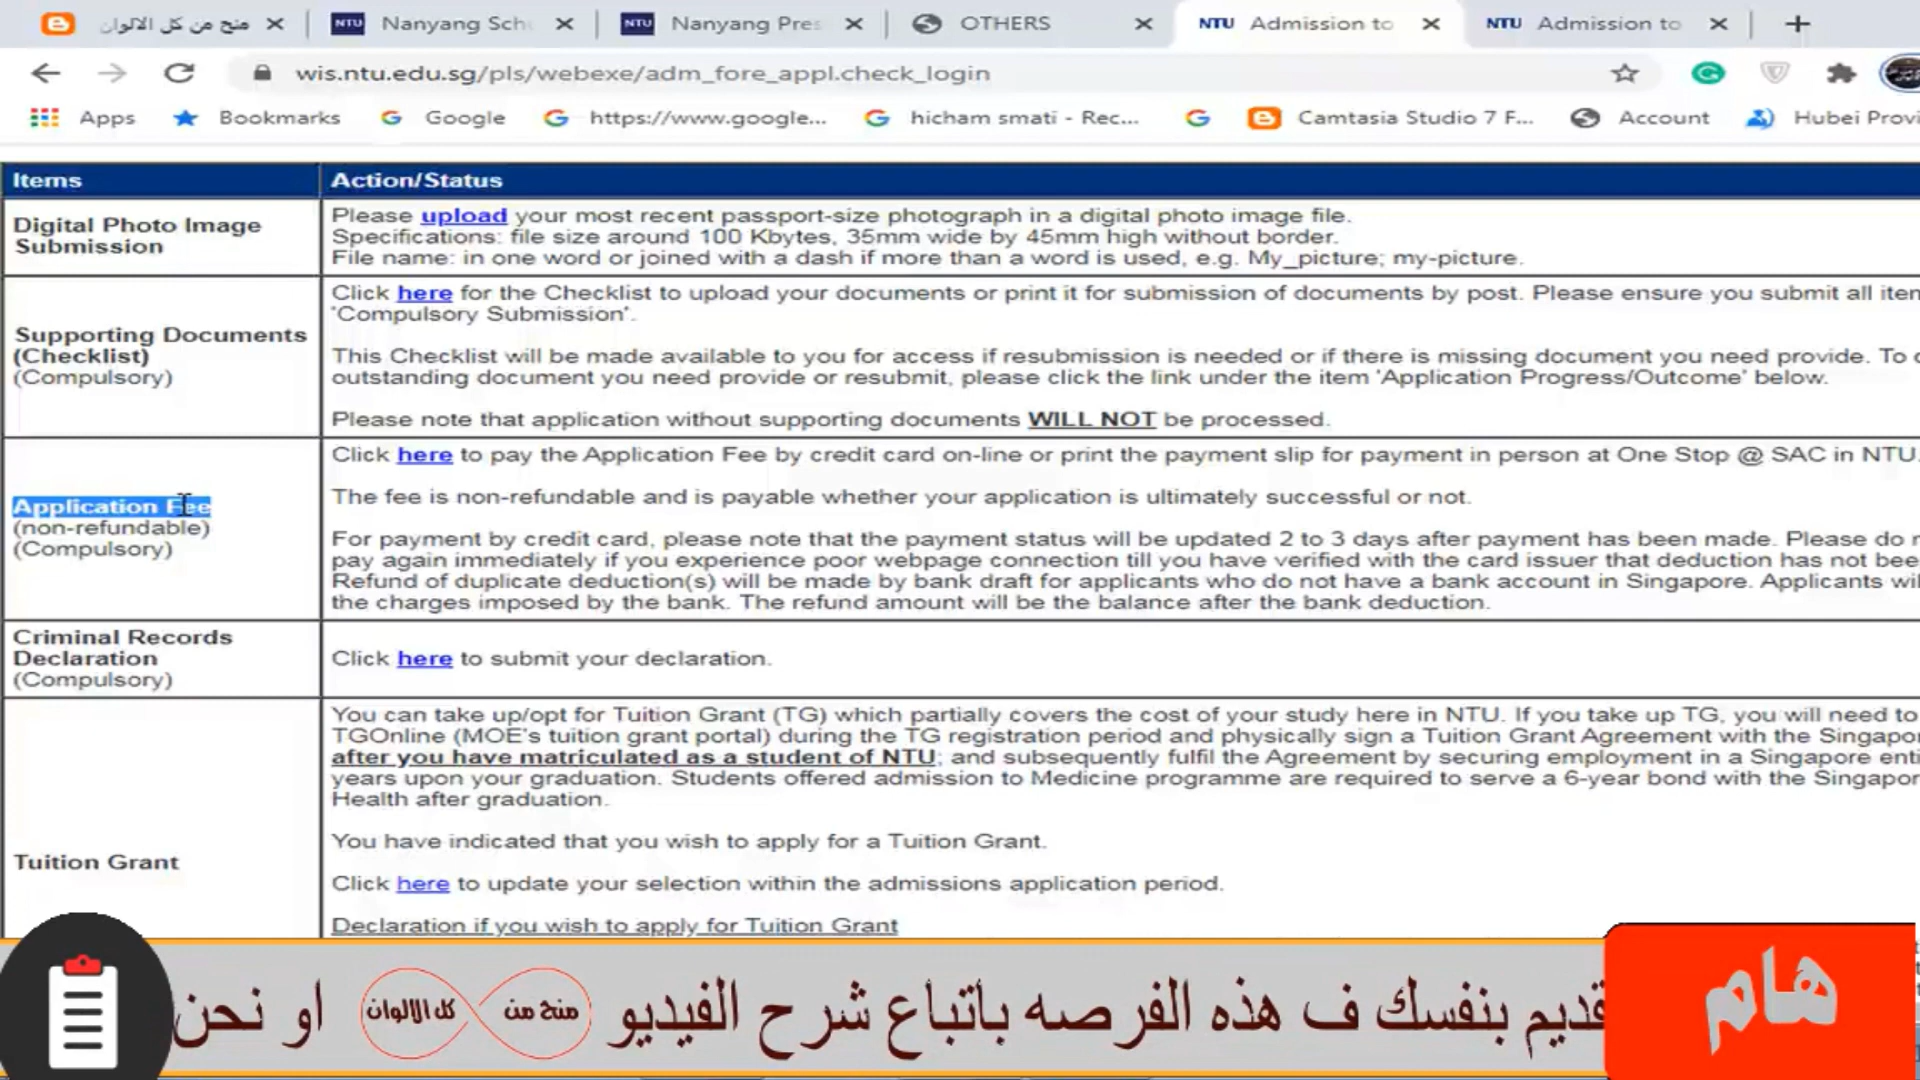 منح من كل الالوان
NTU Nanyang Sch
NTU Nanyang Pres
OTHERS
NTU Admission to
NTU Admission to
wis.ntu.edu.sg/pls/webexe/adm_fore_appl.check_login
Apps Bookmarks Google https://www.google... hicham smati - Rec... Camtasia Studio 7 F... Account Hubei Provi
Items Action/Status
Digital Photo Image
Submission
Please upload your most recent passport-size photograph in a digital photo image file.
Specifications: file size around 100 Kbytes, 35mm wide by 45mm high without border.
File name: in one word or joined with a dash if more than a word is used, e.g. My_picture; my-picture.
Supporting Documents
(Checklist)
(Compulsory)
Click here for the Checklist to upload your documents or print it for submission of documents by post. Please ensure you submit all iten
'Compulsory Submission'.
This Checklist will be made available to you for access if resubmission is needed or if there is missing document you need provide. To
outstanding document you need provide or resubmit, please click the link under the item 'Application Progress/Outcome' below.
Please note that application without supporting documents WILL NOT be processed.
Application Fee
(non-refundable)
(Compulsory)
Click here to pay the Application Fee by credit card on-line or print the payment slip for payment in person at One Stop @ SAC in NTU.
The fee is non-refundable and is payable whether your application is ultimately successful or not.
For payment by credit card, please note that the payment status will be updated 2 to 3 days after payment has been made. Please do
pay again immediately if you experience poor webpage connection till you have verified with the card issuer that deduction has not bee
Refund of duplicate deduction(s) will be made by bank draft for applicants who do not have a bank account in Singapore. Applicants wi
the charges imposed by the bank. The refund amount will be the balance after the bank deduction.
Criminal Records
Declaration
(Compulsory)
Click here to submit your declaration.
Tuition Grant
You can take up/opt for Tuition Grant (TG) which partially covers the cost of your study here in NTU. If you take up TG, you will need to
TGOnline (MOE's tuition grant portal) during the TG registration period and physically sign a Tuition Grant Agreement with the Singapo
after you have matriculated as a student of NTU; and subsequently fulfil the Agreement by securing employment in a Singapore enti
years upon your graduation. Students offered admission to Medicine programme are required to serve a 6-year bond with the Singapor
Health after graduation.
You have indicated that you wish to apply for a Tuition Grant.
Click here to update your selection within the admissions application period.
Declaration if you wish to apply for Tuition Grant
هام
قديم بنفسك ف هذه الفرصه بأتباع شرح الفيديو منح من كل الالوان او نحن